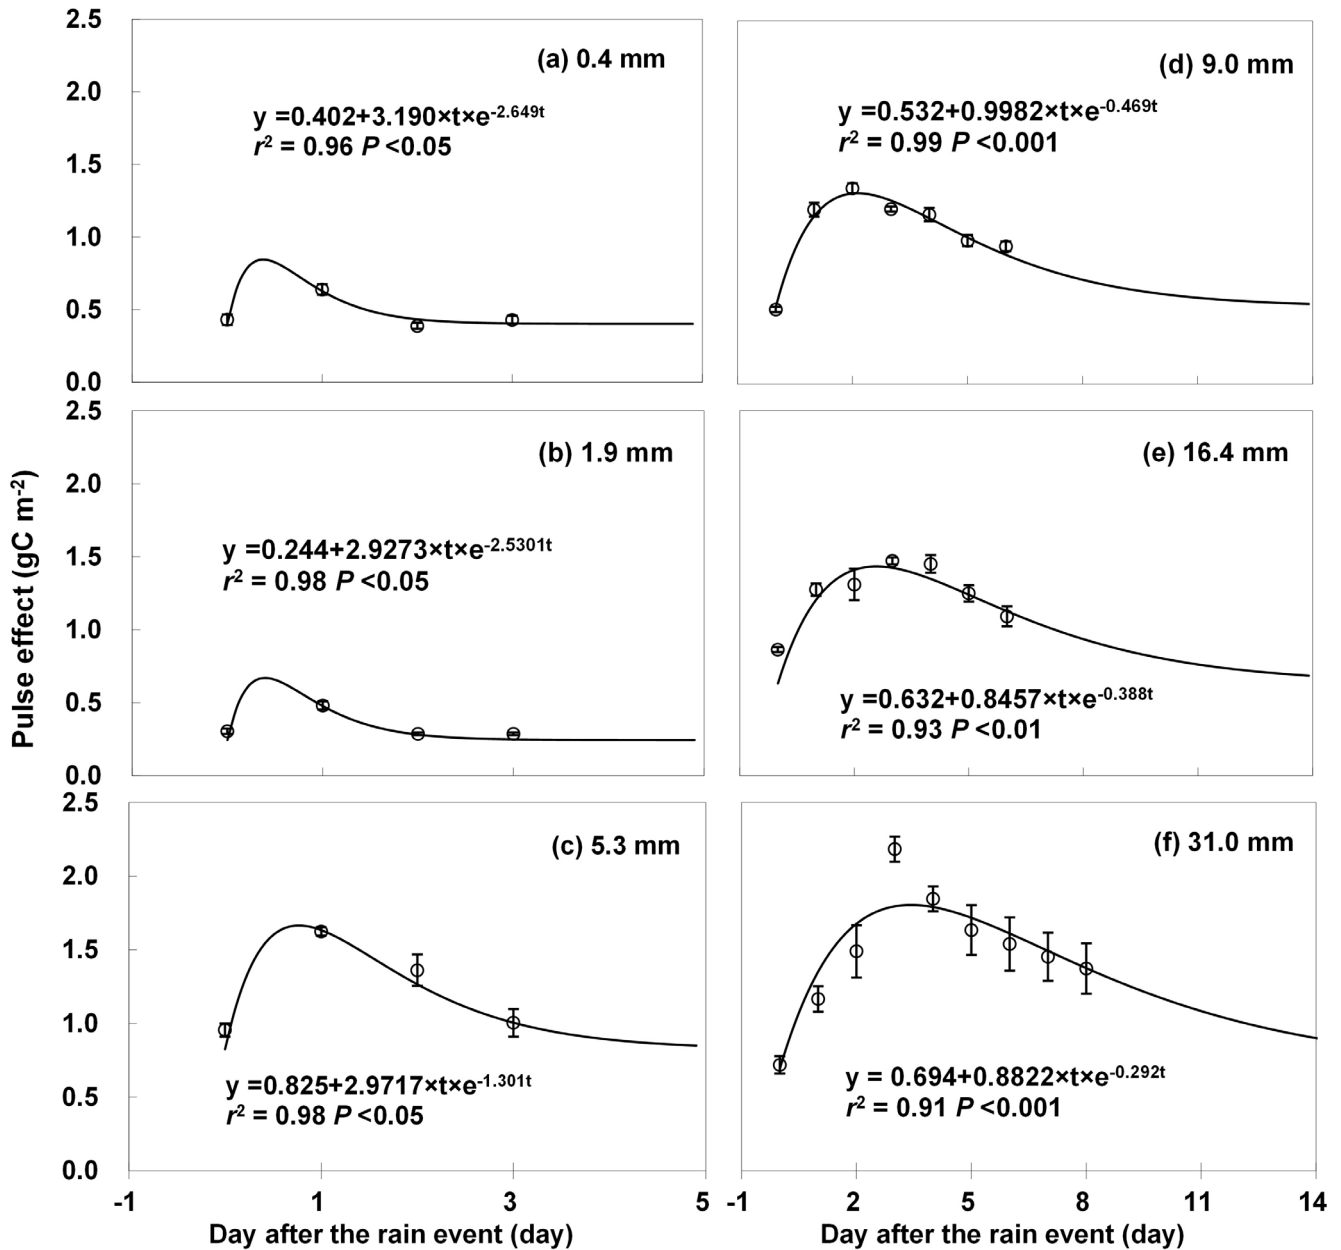 2.5
2.0
1.5
1.0
0.5
0.0
(a) 0.4 mm
y =0.402+3.190×t×e-2.649t
r2 = 0.96 P <0.05
(d) 9.0 mm
y =0.532+0.9982×t×e-0.469t
r2 = 0.99 P <0.001
Pulse effect (gC m-2)
2.5
2.0
1.5
1.0
0.5
0.0
(b) 1.9 mm
y =0.244+2.9273×t×e-2.5301t
r2 = 0.98 P <0.05
(e) 16.4 mm
y =0.632+0.8457×t×e-0.388t
r2 = 0.93 P <0.01
2.5
2.0
1.5
1.0
0.5
0.0
(c) 5.3 mm
y =0.825+2.9717×t×e-1.301t
r2 = 0.98 P <0.05
-1 1 3 5
Day after the rain event (day)
(f) 31.0 mm
y = 0.694+0.8822×t×e-0.292t
r2 = 0.91 P <0.001
-1 2 5 8 11 14
Day after the rain event (day)